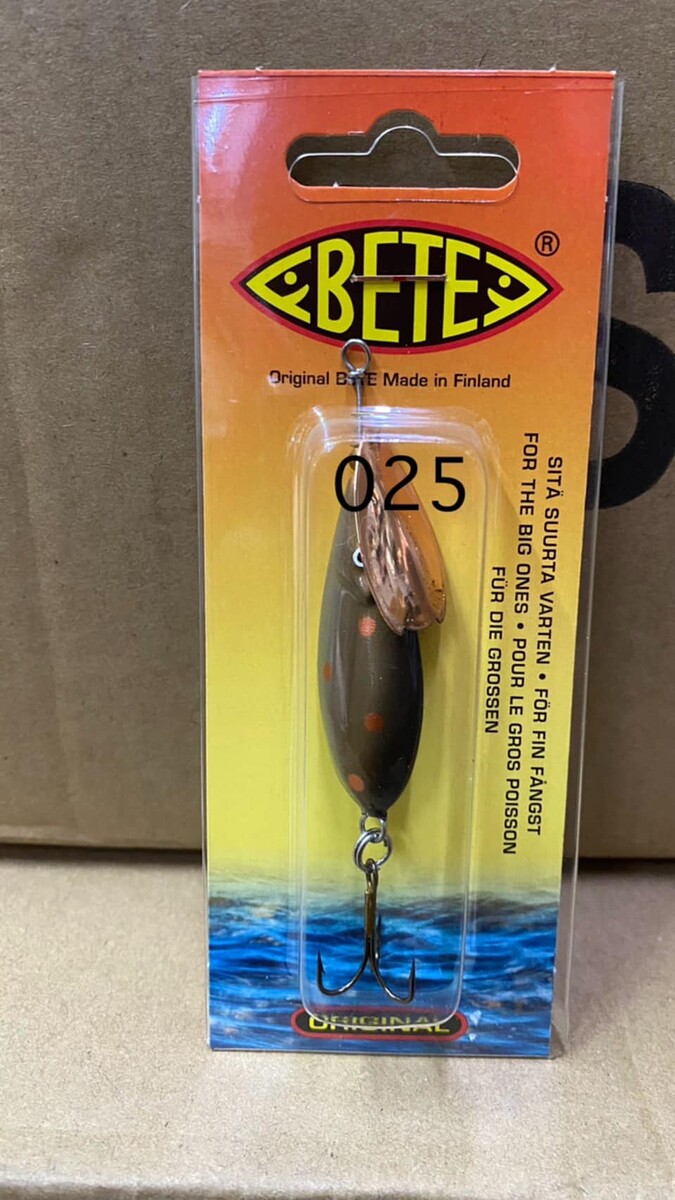 BETE
®
Original BETE Made in Finland
025
SITÄ SUURTA VARTEN • FÖR FIN FÅNGST
FOR THE BIG ONES • POUR LE GROS POISSON
FÜR DIE GROSSEN
ORIGINAL